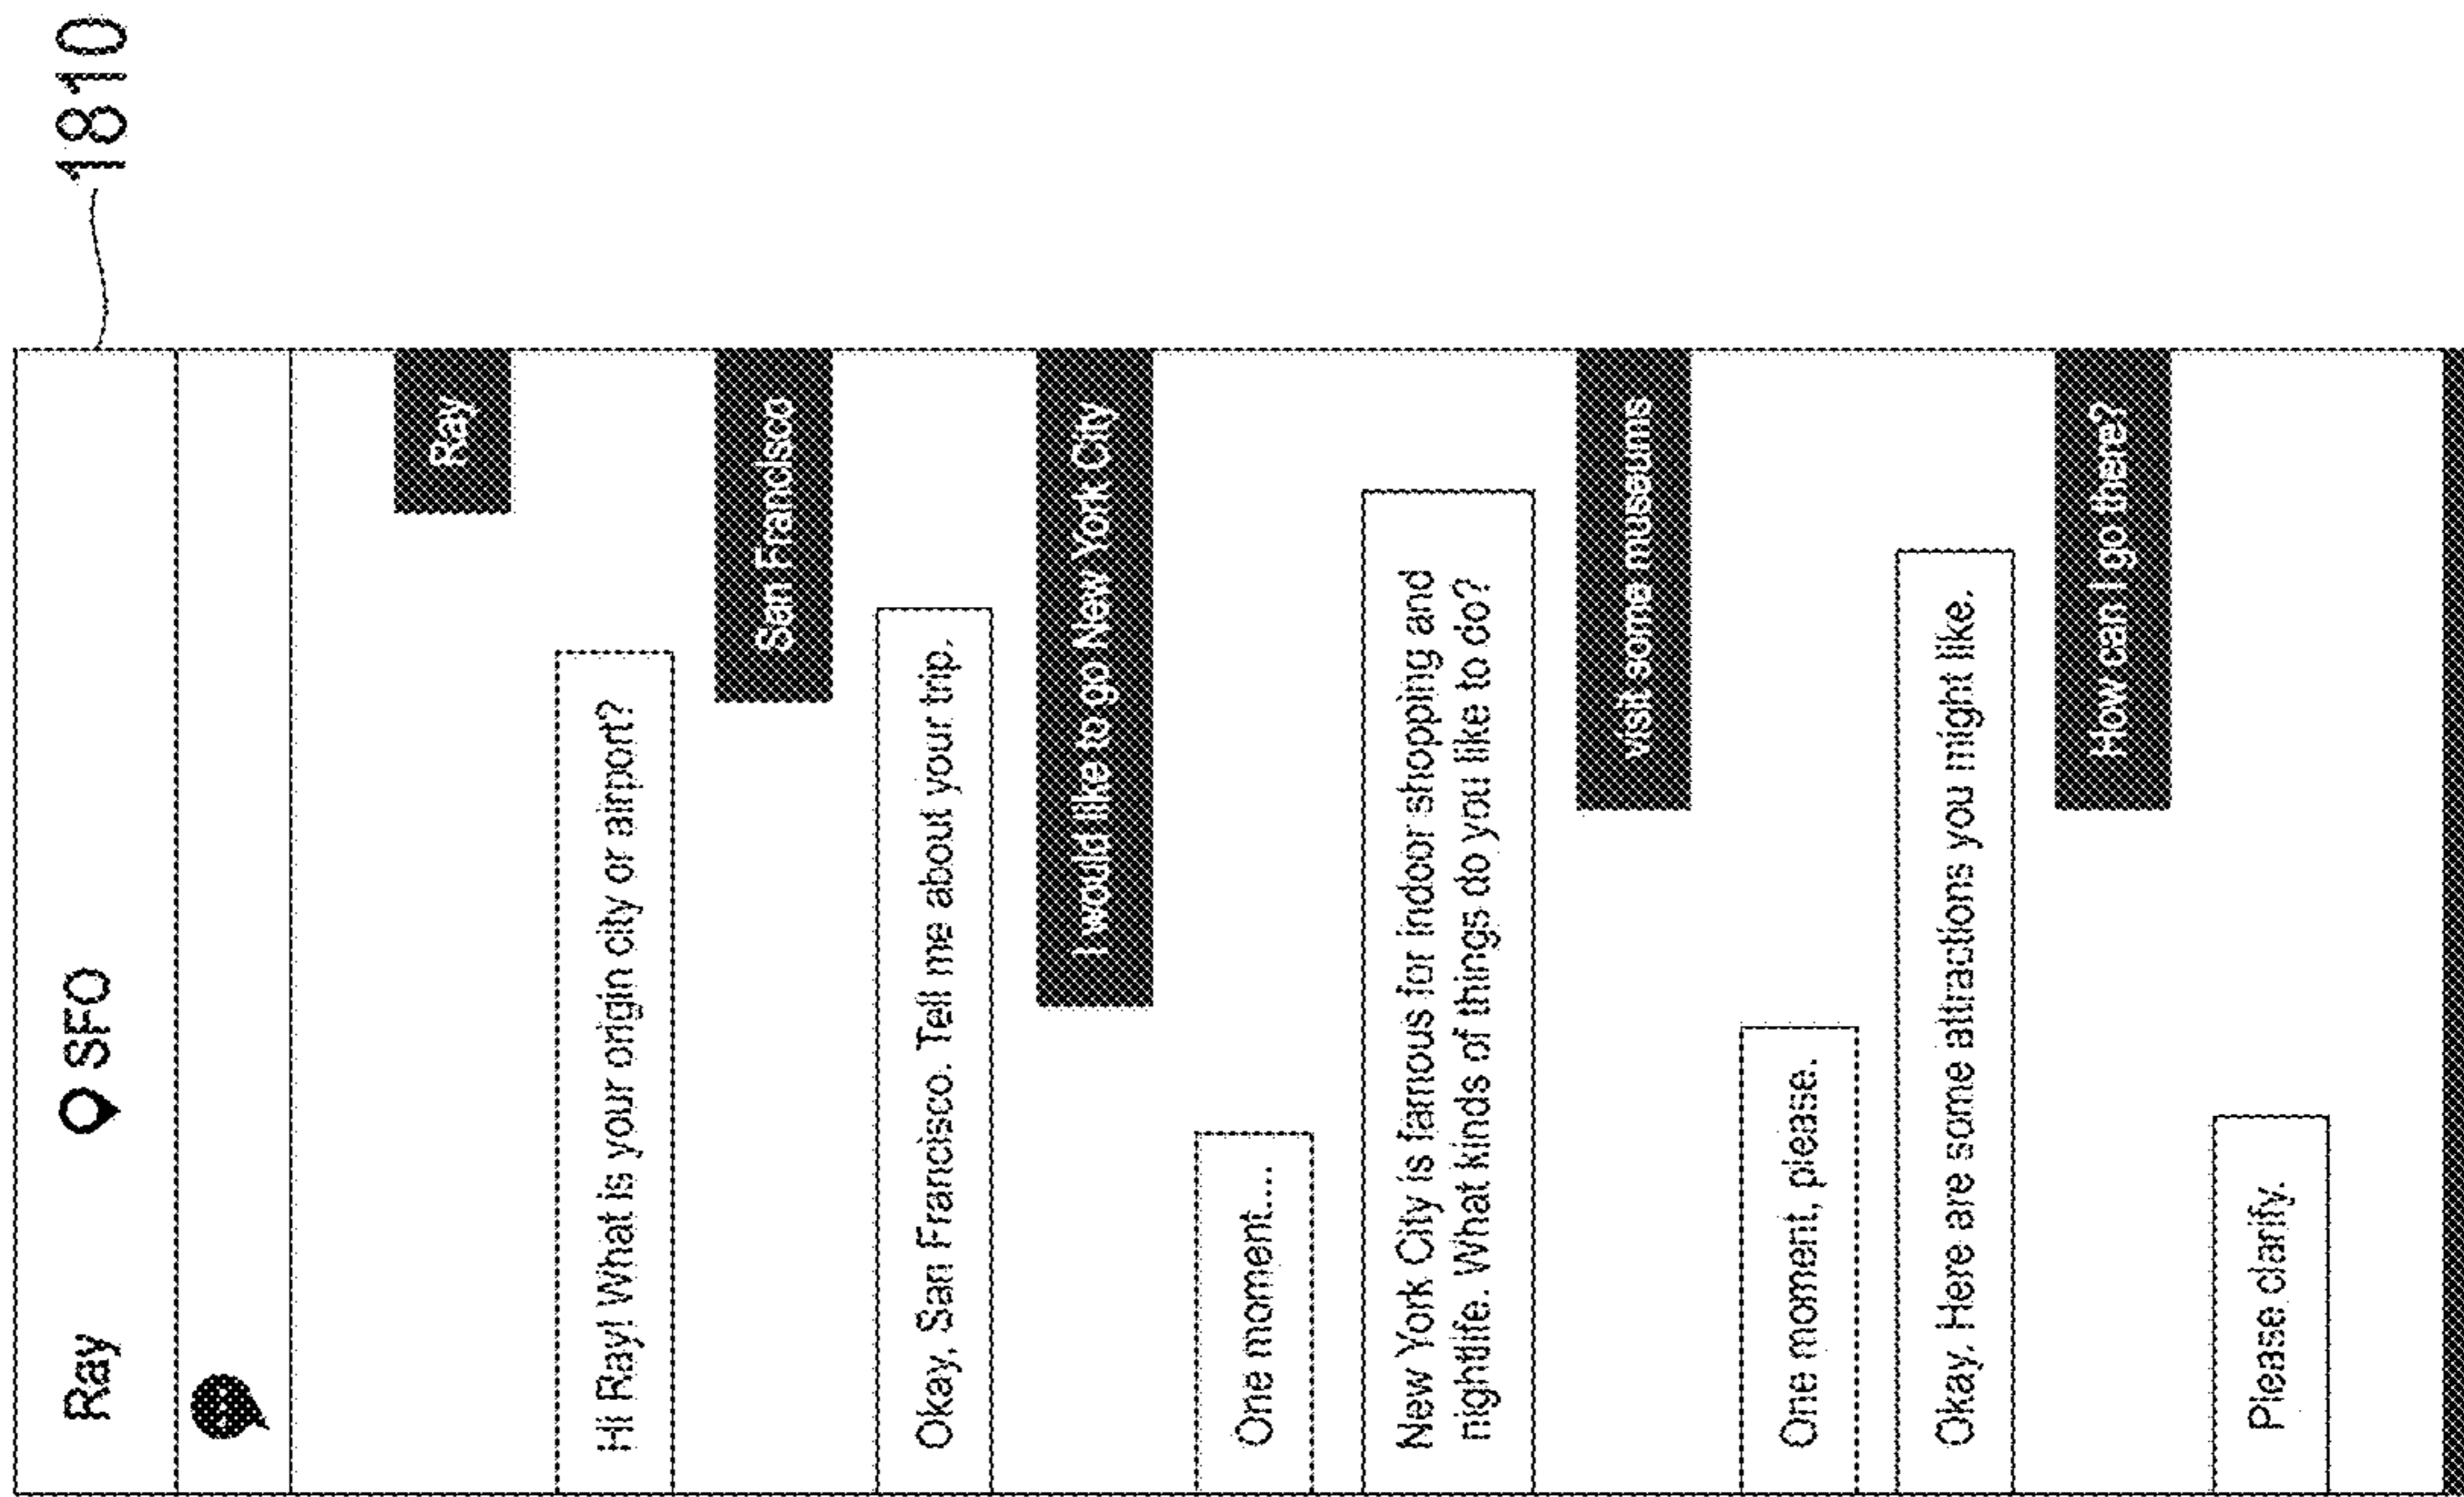 1810
Ray SFO
Ray
Hi Ray! What is your origin city or airport?
San Francisco
Okay, San Francisco. Tell me about your trip.
I would like to go New York City
One moment...
New York City is famous for indoor shopping and
nightlife. What kinds of things do you like to do?
visit some museums
One moment, please.
Okay. Here are some attractions you might like.
How can I go there?
Please clarify.